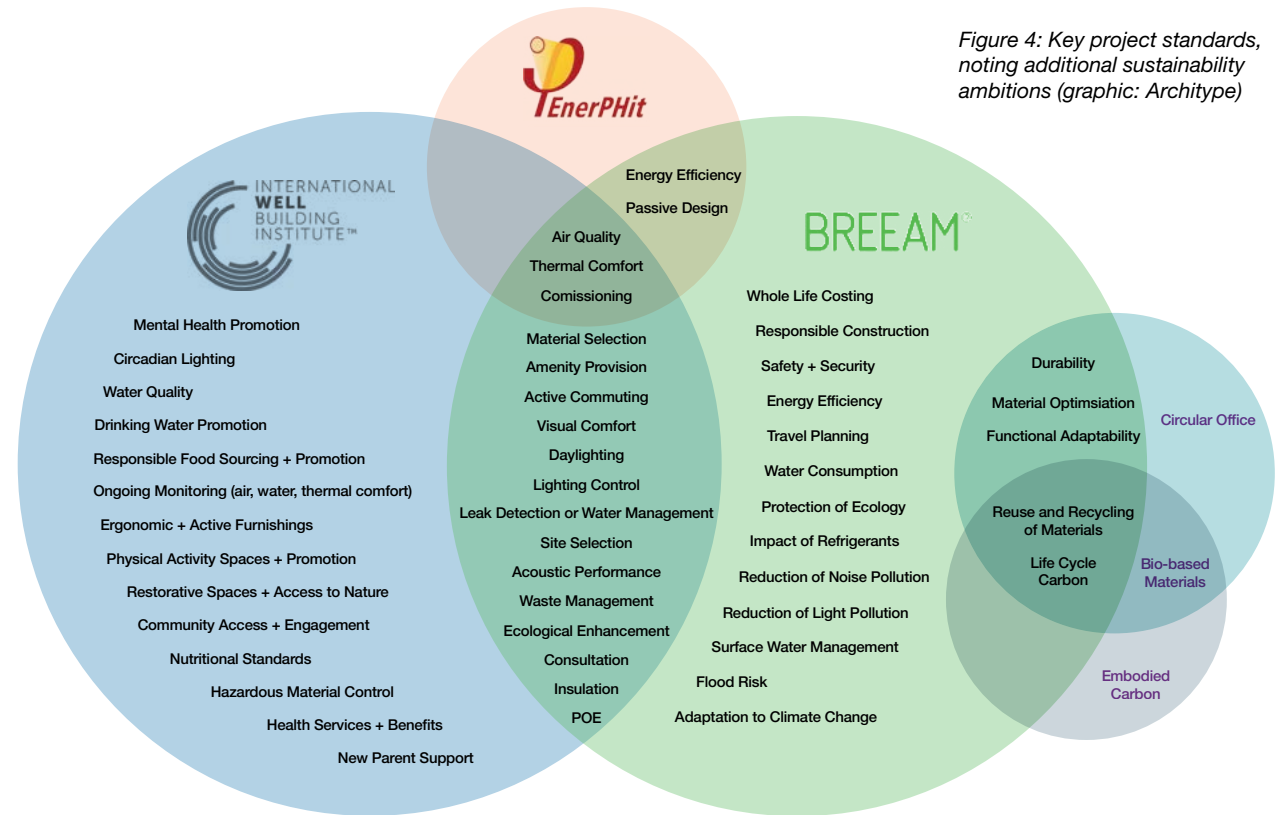 Figure 4: Key project standards,
noting additional sustainability
ambitions (graphic: Architype)
EnerPHit
INTERNATIONAL
WELL
BUILDING
INSTITUTE™
BREEAM®
Energy Efficiency
Passive Design
Air Quality
Thermal Comfort
Comissioning
Mental Health Promotion
Circadian Lighting
Water Quality
Drinking Water Promotion
Responsible Food Sourcing + Promotion
Ongoing Monitoring (air, water, thermal comfort)
Ergonomic + Active Furnishings
Physical Activity Spaces + Promotion
Restorative Spaces + Access to Nature
Community Access + Engagement
Nutritional Standards
Hazardous Material Control
Health Services + Benefits
New Parent Support
Material Selection
Amenity Provision
Active Commuting
Visual Comfort
Daylighting
Lighting Control
Leak Detection or Water Management
Site Selection
Acoustic Performance
Waste Management
Ecological Enhancement
Consultation
Insulation
POE
Whole Life Costing
Responsible Construction
Safety + Security
Energy Efficiency
Travel Planning
Water Consumption
Protection of Ecology
Impact of Refrigerants
Reduction of Noise Pollution
Reduction of Light Pollution
Surface Water Management
Flood Risk
Adaptation to Climate Change
Durability
Material Optimsiation
Functional Adaptability
Circular Office
Reuse and Recycling
of Materials
Life Cycle
Carbon
Bio-based
Materials
Embodied
Carbon